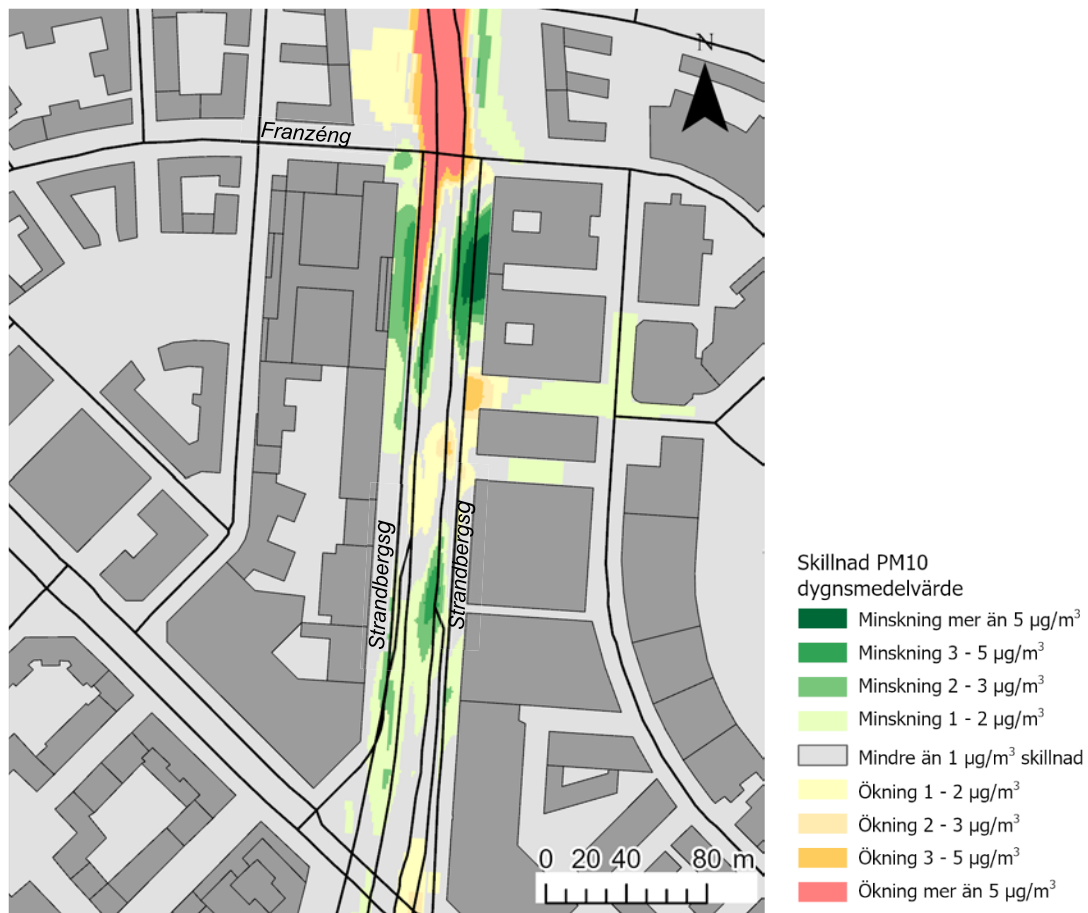 N
Franzéng
Strandbergsg
Strandbergsg
0 20 40 80 m
Skillnad PM10
dygnsmedelvärde
Minskning mer än 5 µg/m³
Minskning 3 - 5 µg/m³
Minskning 2 - 3 µg/m³
Minskning 1 - 2 µg/m³
Mindre än 1 µg/m³ skillnad
Ökning 1 - 2 µg/m³
Ökning 2 - 3 µg/m³
Ökning 3 - 5 µg/m³
Ökning mer än 5 µg/m³